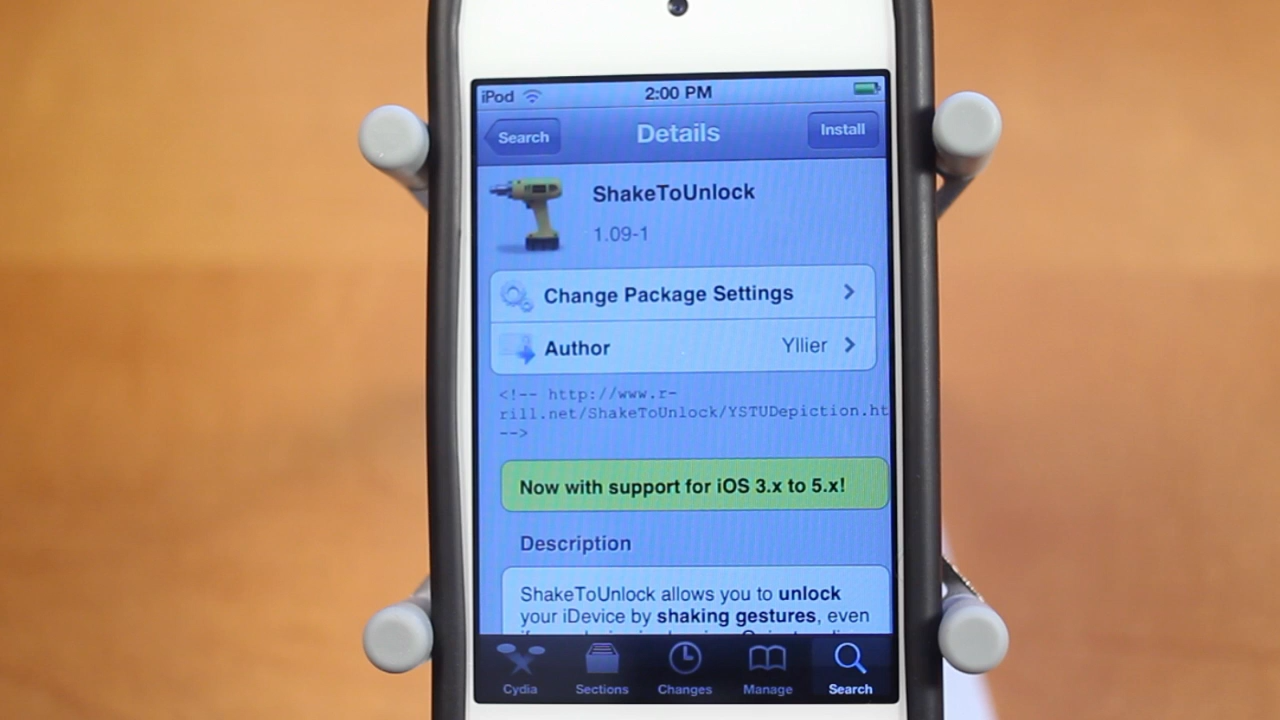 iPod 2:00 PM
Search Details Install
ShakeToUnlock
1.09-1
Change Package Settings
Author Yllier
<!-- http://www.r-
rill.net/ShakeToUnlock/YSTUDepiction.ht
-->
Now with support for iOS 3.x to 5.x!
Description
ShakeToUnlock allows you to unlock
your iDevice by shaking gestures, even
Cydia Sections Changes Manage Search